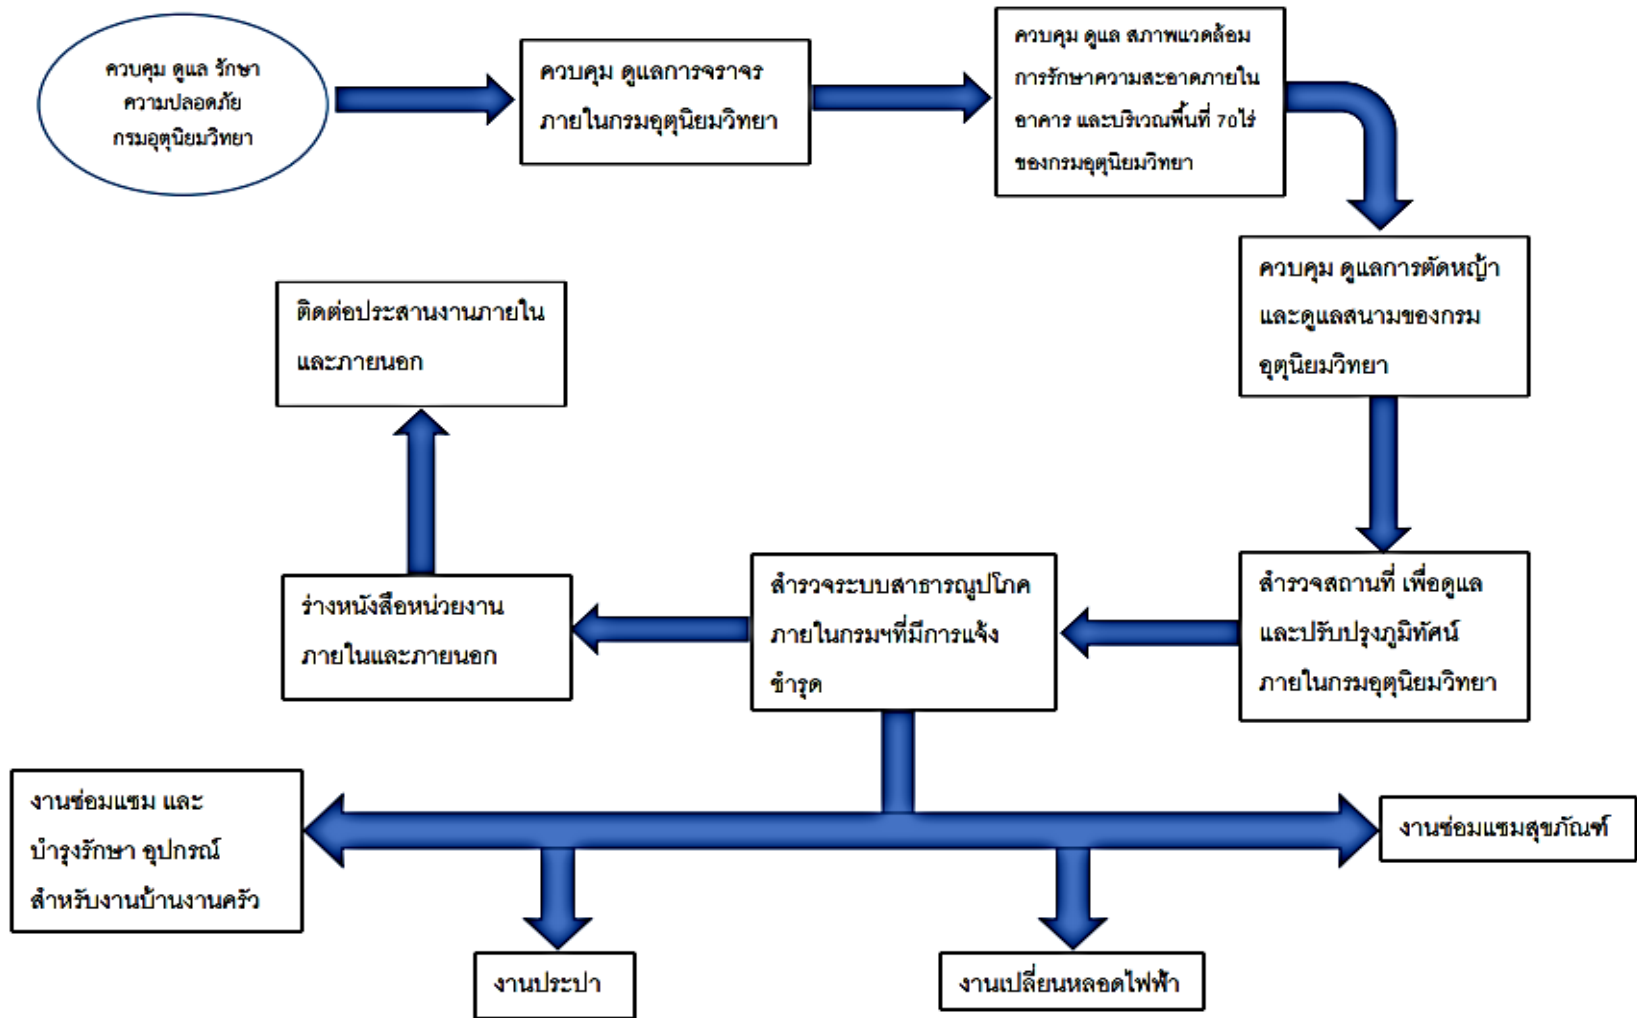 ควบคุม ดูแล รักษา
ความปลอดภัย
กรมอุตุนิยมวิทยา
ควบคุม ดูแลการจราจร
ภายในกรมอุตุนิยมวิทยา
ควบคุม ดูแล สภาพแวดล้อม
การรักษาความสะอาดภายใน
อาคาร และบริเวณพื้นที่ 70ไร่
ของกรมอุตุนิยมวิทยา
ควบคุม ดูแลการตัดหญ้า
และดูแลสนามของกรม
อุตุนิยมวิทยา
สำรวจสถานที่ เพื่อดูแล
และปรับปรุงภูมิทัศน์
ภายในกรมอุตุนิยมวิทยา
สำรวจระบบสาธารณูปโภค
ภายในกรมฯที่มีการแจ้ง
ชำรุด
ร่างหนังสือหน่วยงาน
ภายในและภายนอก
ติดต่อประสานงานภายใน
และภายนอก
งานซ่อมแซม และ
บำรุงรักษา อุปกรณ์
สำหรับงานบ้านงานครัว
งานประปา
งานเปลี่ยนหลอดไฟฟ้า
งานซ่อมแซมสุขภัณฑ์